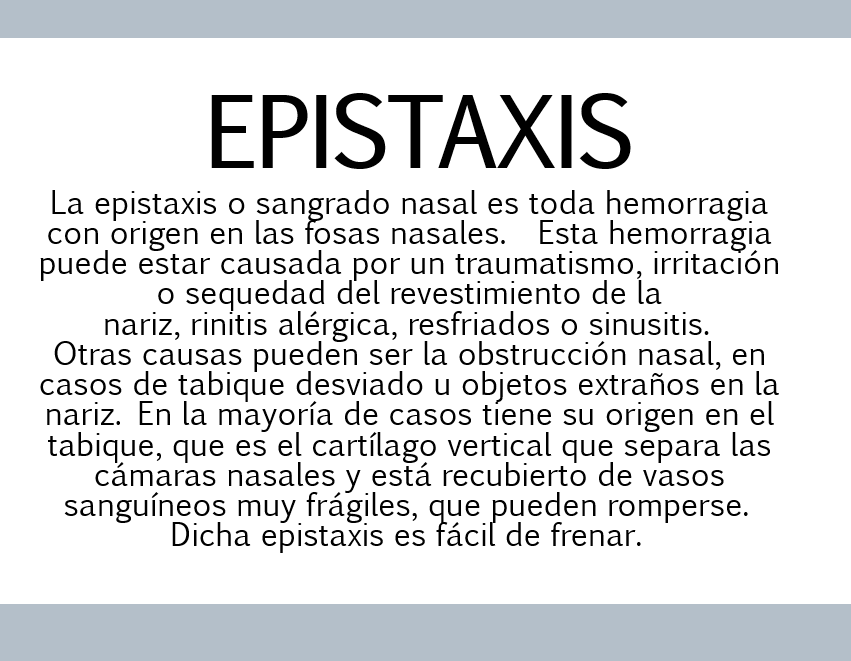 EPISTAXIS
La epistaxis o sangrado nasal es toda hemorragia
con origen en las fosas nasales. Esta hemorragia
puede estar causada por un traumatismo, irritación
o sequedad del revestimiento de la
nariz, rinitis alérgica, resfriados o sinusitis.
Otras causas pueden ser la obstrucción nasal, en
casos de tabique desviado u objetos extraños en la
nariz. En la mayoría de casos tiene su origen en el
tabique, que es el cartílago vertical que separa las
cámaras nasales y está recubierto de vasos
sanguíneos muy frágiles, que pueden romperse.
Dicha epistaxis es fácil de frenar.